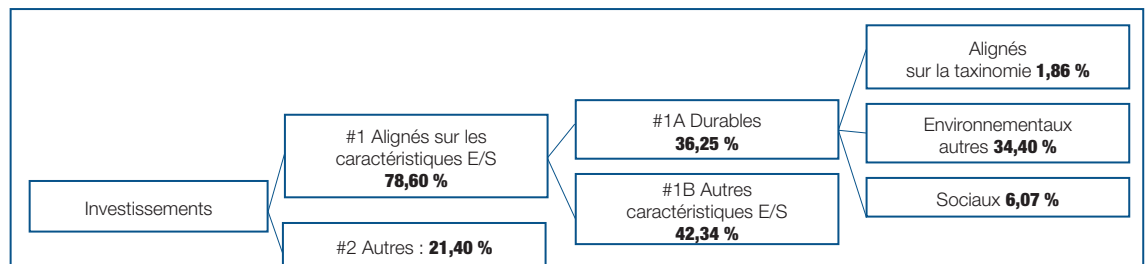 Investissements
#1 Alignés sur les
caractéristiques E/S
78,60 %
#2 Autres : 21,40 %
#1A Durables
36,25 %
#1B Autres
caractéristiques E/S
42,34 %
Alignés
sur la taxinomie 1,86 %
Environnementaux
autres 34,40 %
Sociaux 6,07 %